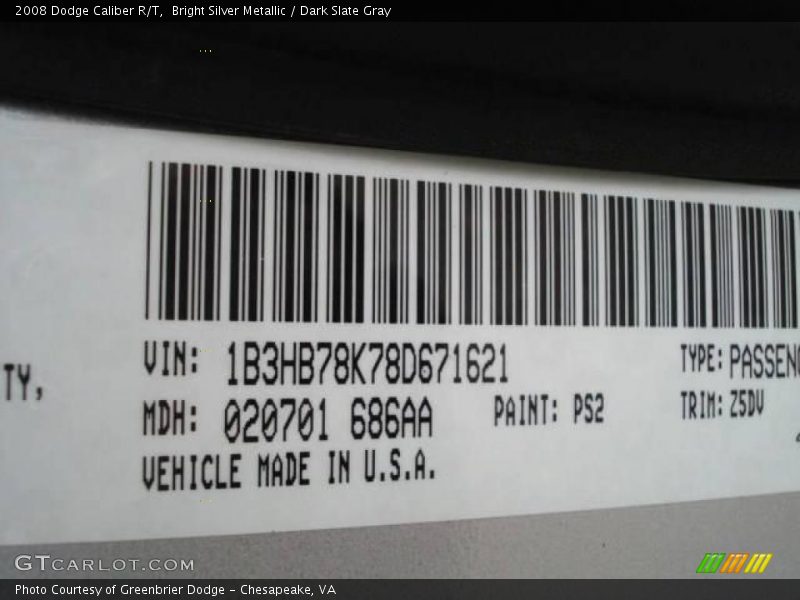 2008 Dodge Caliber R/T,  Bright Silver Metallic / Dark Slate Gray
TY,
VIN: 1B3HB78K78D671621 TYPE: PASSENG
MDH: 020701 686AA PAINT: PS2 TRIM: Z5DV
VEHICLE MADE IN U.S.A.
GTCARLOT.COM
Photo Courtesy of Greenbrier Dodge - Chesapeake, VA